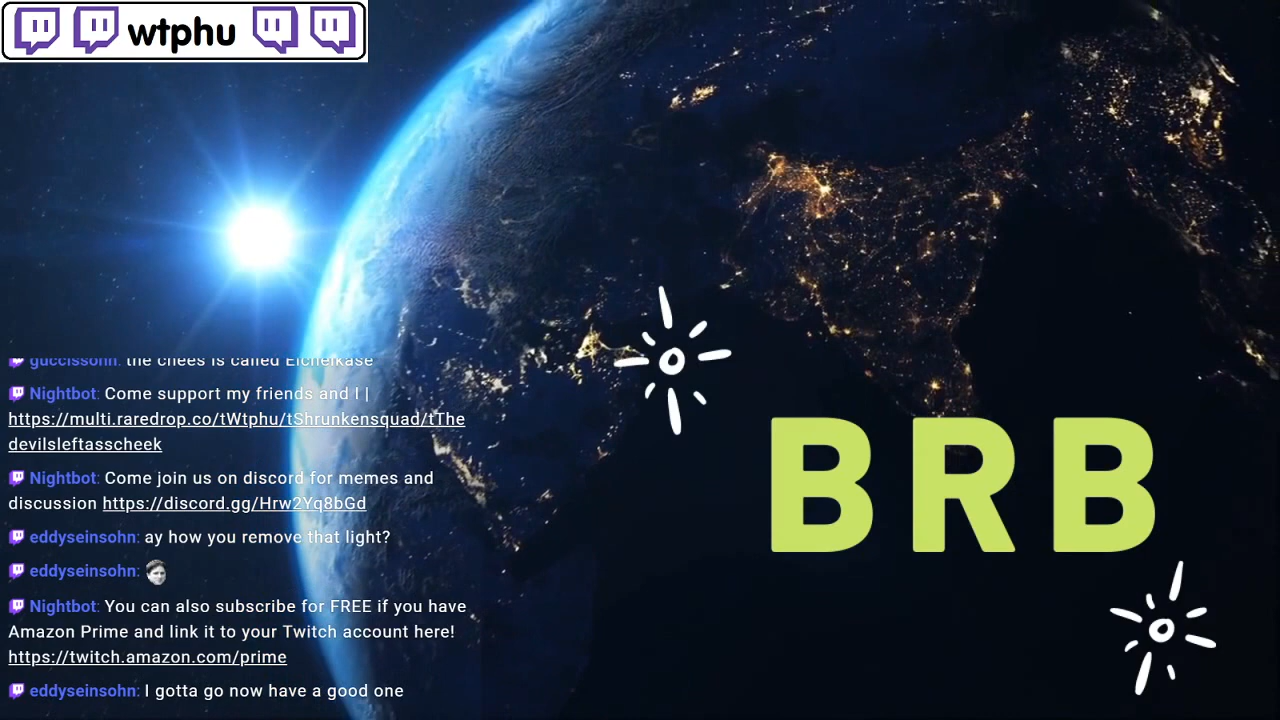 wtphu
guccissohn: the chees is called Eichelkäse
Nightbot: Come support my friends and I |
https://multi.raredrop.co/tWtphu/tShrunkensquad/tThe
devilsleftasscheek
Nightbot: Come join us on discord for memes and
discussion https://discord.gg/Hrw2Yq8bGd
eddyseinsohn: ay how you remove that light?
eddyseinsohn:
Nightbot: You can also subscribe for FREE if you have
Amazon Prime and link it to your Twitch account here!
https://twitch.amazon.com/prime
eddyseinsohn: I gotta go now have a good one
BRB